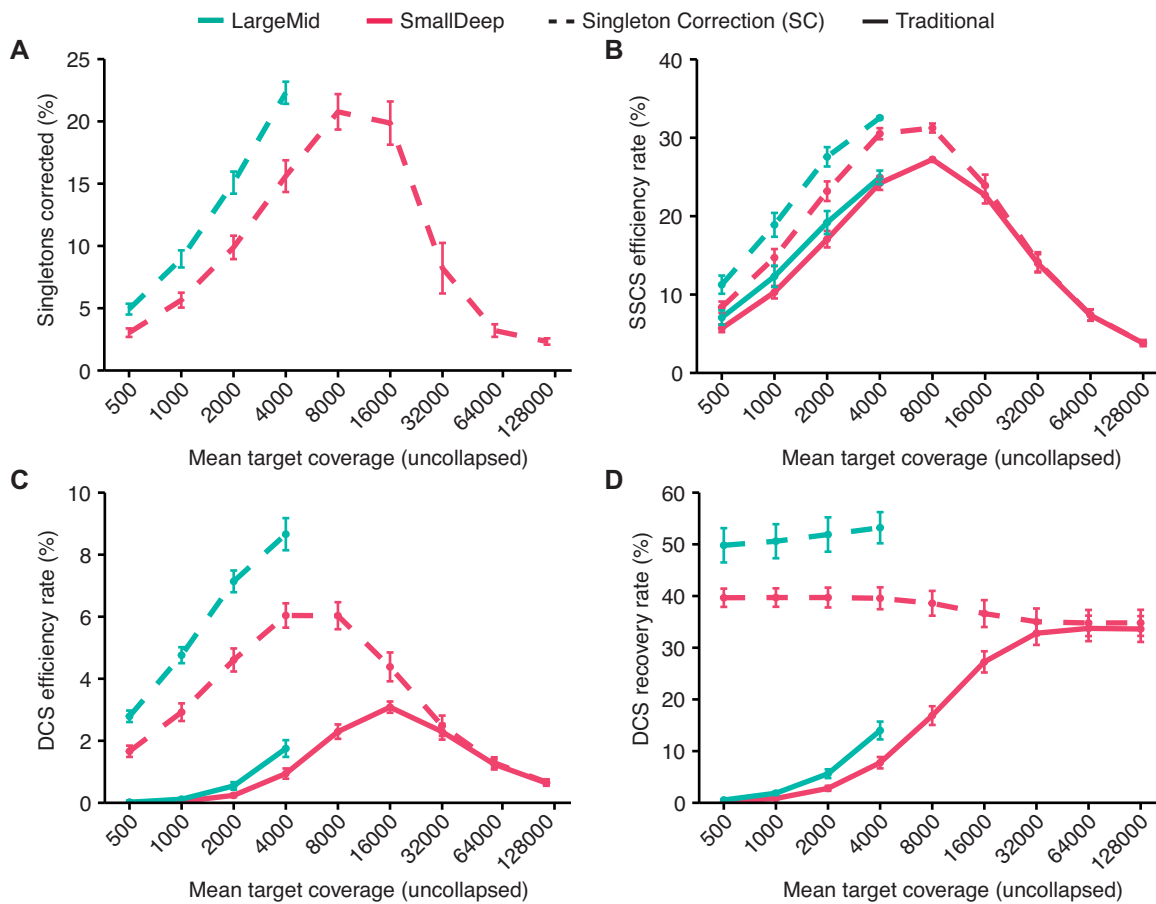 LargeMid SmallDeep Singleton Correction (SC) Traditional
A
Singletons corrected (%)
25
20
15
10
5
0
500 1000 2000 4000 8000 16000 32000 64000 128000
Mean target coverage (uncollapsed)
B
SSCS efficiency rate (%)
40
30
20
10
0
500 1000 2000 4000 8000 16000 32000 64000 128000
Mean target coverage (uncollapsed)
C
DCS efficiency rate (%)
10
8
6
4
2
0
500 1000 2000 4000 8000 16000 32000 64000 128000
Mean target coverage (uncollapsed)
D
DCS recovery rate (%)
60
50
40
30
20
10
0
500 1000 2000 4000 8000 16000 32000 64000 128000
Mean target coverage (uncollapsed)